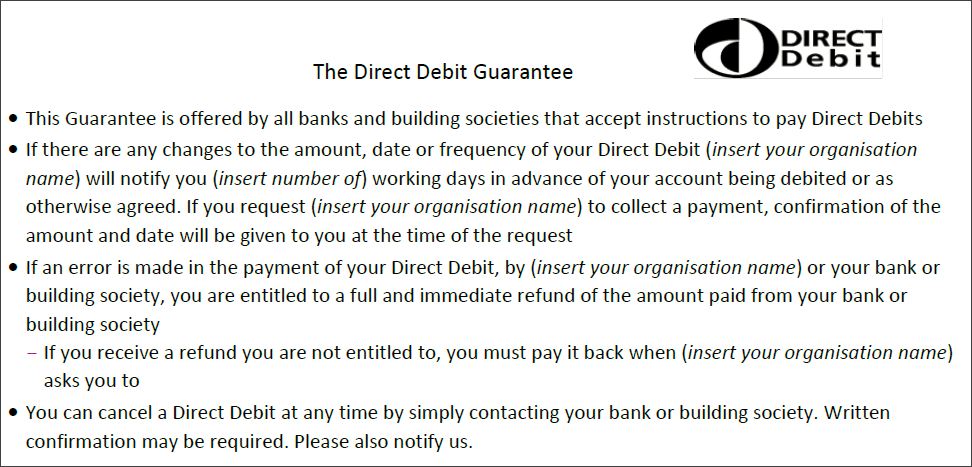 DIRECT
Debit
The Direct Debit Guarantee
• This Guarantee is offered by all banks and building societies that accept instructions to pay Direct Debits
• If there are any changes to the amount, date or frequency of your Direct Debit (insert your organisation
name) will notify you (insert number of) working days in advance of your account being debited or as
otherwise agreed. If you request (insert your organisation name) to collect a payment, confirmation of the
amount and date will be given to you at the time of the request
• If an error is made in the payment of your Direct Debit, by (insert your organisation name) or your bank or
building society, you are entitled to a full and immediate refund of the amount paid from your bank or
building society
– If you receive a refund you are not entitled to, you must pay it back when (insert your organisation name)
asks you to
• You can cancel a Direct Debit at any time by simply contacting your bank or building society. Written
confirmation may be required. Please also notify us.